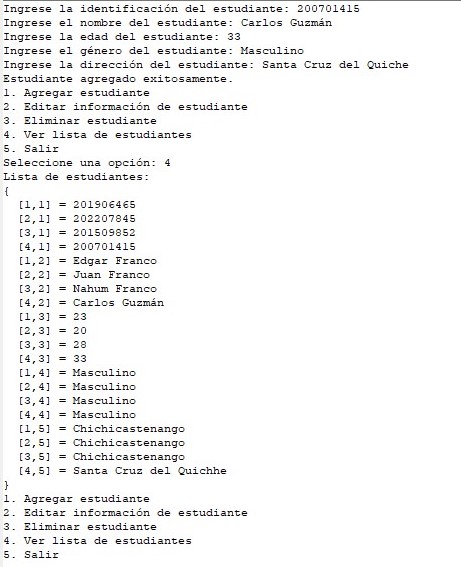 Ingrese la identificación del estudiante: 200701415
Ingrese el nombre del estudiante: Carlos Guzmán
Ingrese la edad del estudiante: 33
Ingrese el género del estudiante: Masculino
Ingrese la dirección del estudiante: Santa Cruz del Quiche
Estudiante agregado exitosamente.
1. Agregar estudiante
2. Editar información de estudiante
3. Eliminar estudiante
4. Ver lista de estudiantes
5. Salir
Seleccione una opción: 4
Lista de estudiantes:
{
[1,1] = 201906465
[2,1] = 202207845
[3,1] = 201509852
[4,1] = 200701415
[1,2] = Edgar Franco
[2,2] = Juan Franco
[3,2] = Nahum Franco
[4,2] = Carlos Guzmán
[1,3] = 23
[2,3] = 20
[3,3] = 28
[4,3] = 33
[1,4] = Masculino
[2,4] = Masculino
[3,4] = Masculino
[4,4] = Masculino
[1,5] = Chichicastenango
[2,5] = Chichicastenango
[3,5] = Chichicastenango
[4,5] = Santa Cruz del Quichhe
}
1. Agregar estudiante
2. Editar información de estudiante
3. Eliminar estudiante
4. Ver lista de estudiantes
5. Salir